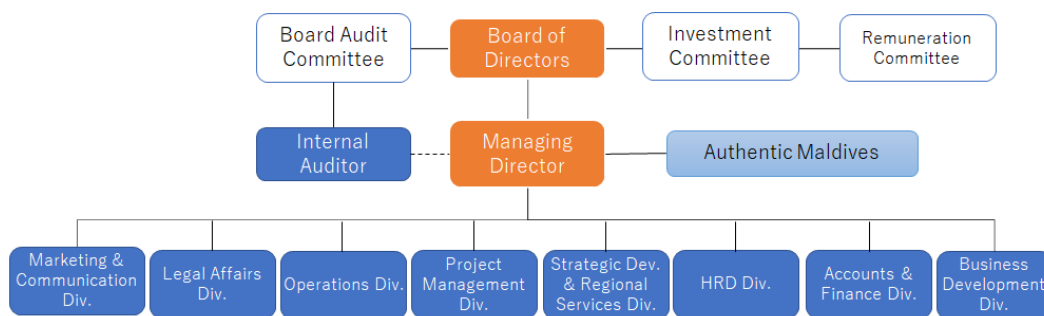 Board Audit
Committee
Board of
Directors
Investment
Committee
Remuneration
Committee
Internal
Auditor
Managing
Director
Authentic Maldives
Marketing &
Communication
Div.
Legal Affairs
Div.
Operations Div.
Project
Management
Div.
Strategic Dev.
& Regional
Services Div.
HRD Div.
Accounts &
Finance Div.
Business
Development
Div.